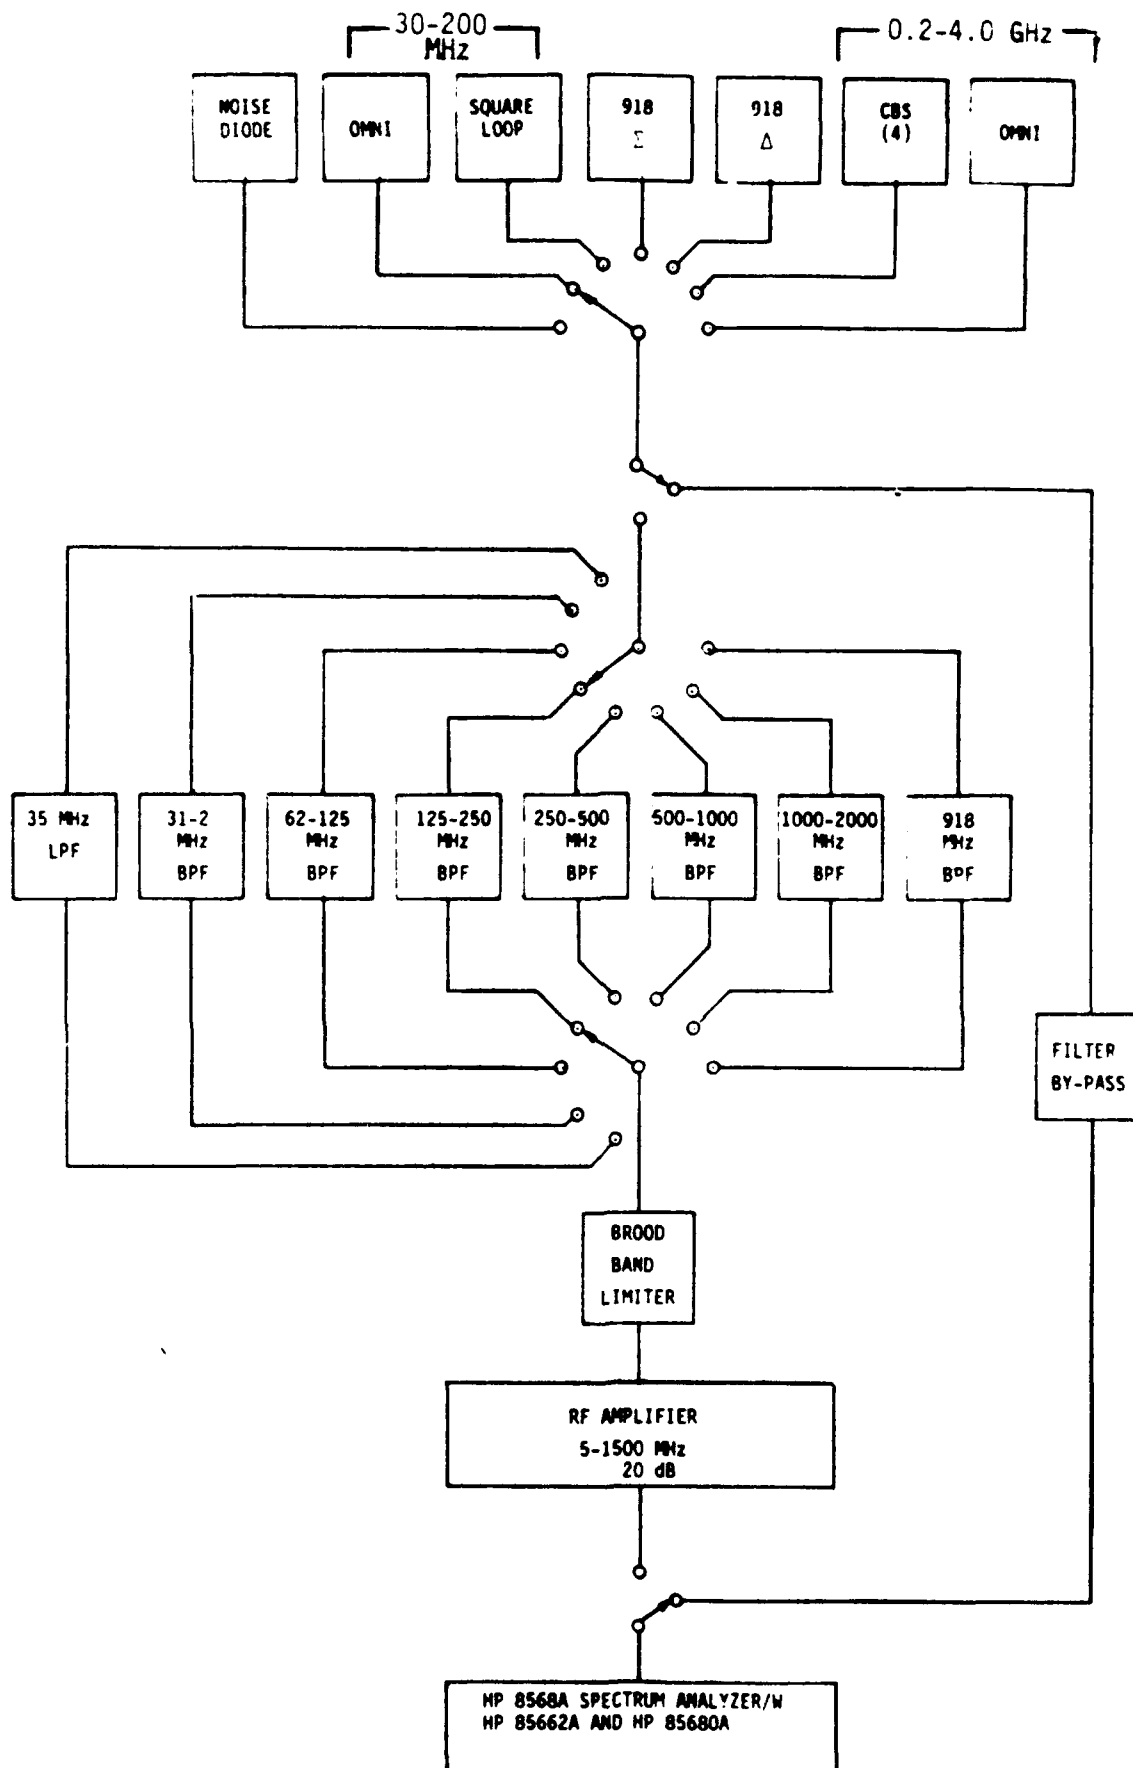 30-200
MHz
0.2-4.0 GHz
NOISE
DIODE
OMNI
SQUARE
LOOP
918
Σ
918
Δ
CBS
(4)
OMNI
35 MHz
LPF
31-2
MHz
BPF
62-125
MHz
BPF
125-250
MHz
BPF
250-500
MHz
BPF
500-1000
MHz
BPF
1000-2000
MHz
BPF
918
MHz
BPF
FILTER
BY-PASS
BROOD
BAND
LIMITER
RF AMPLIFIER
5-1500 MHz
20 dB
HP 8568A SPECTRUM ANALYZER/W
HP 85662A AND HP 85680A